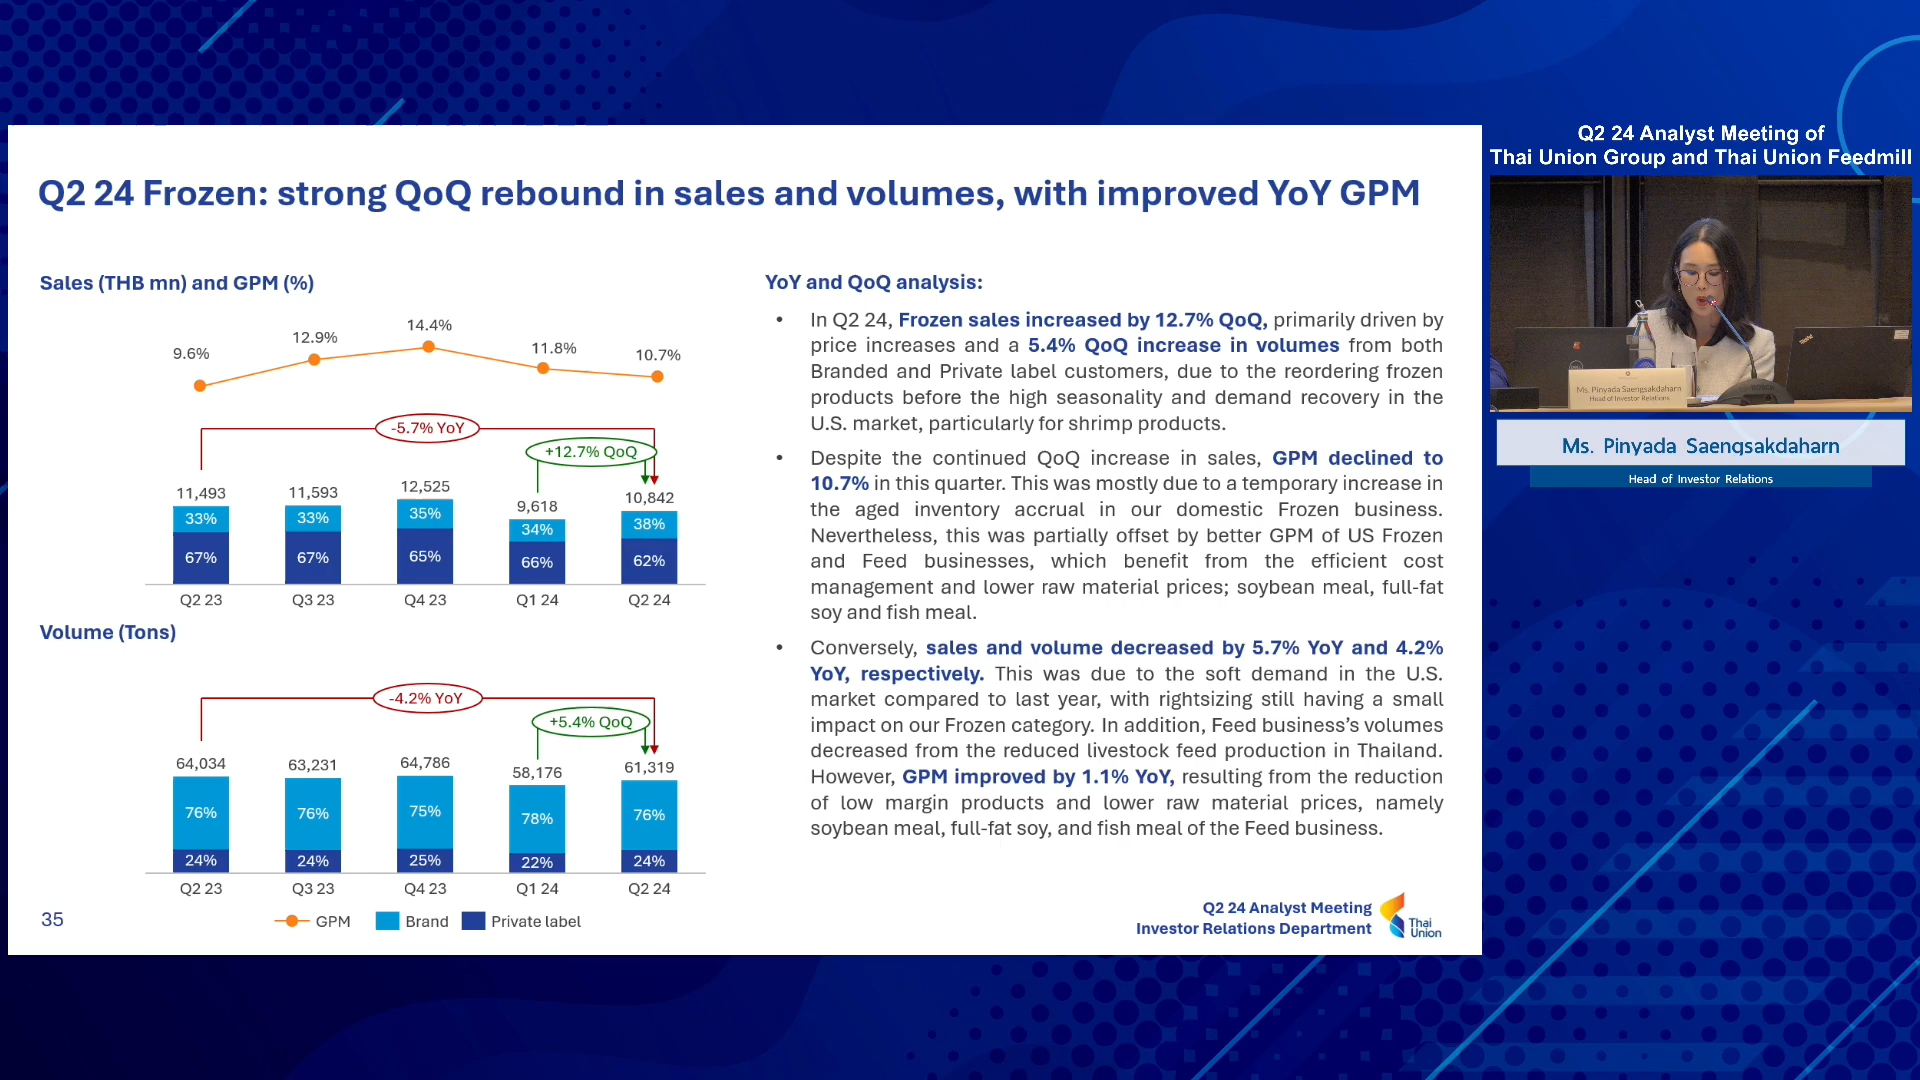 Q2 24 Analyst Meeting of
Thai Union Group and Thai Union Feedmill
Q2 24 Frozen: strong QoQ rebound in sales and volumes, with improved YoY GPM
Sales (THB mn) and GPM (%)
9.6%
12.9%
14.4%
11.8%
10.7%
-5.7% YoY
+12.7% QoQ
11,493
11,593
12,525
9,618
10,842
33%
33%
35%
34%
38%
67%
67%
65%
66%
62%
Q2 23
Q3 23
Q4 23
Q1 24
Q2 24
Volume (Tons)
-4.2% YoY
+5.4% QoQ
64,034
63,231
64,786
58,176
61,319
76%
76%
75%
78%
76%
24%
24%
25%
22%
24%
Q2 23
Q3 23
Q4 23
Q1 24
Q2 24
GPM
Brand
Private label
35
YoY and QoQ analysis:
• In Q2 24, Frozen sales increased by 12.7% QoQ, primarily driven by
price increases and a 5.4% QoQ increase in volumes from both
Branded and Private label customers, due to the reordering frozen
products before the high seasonality and demand recovery in the
U.S. market, particularly for shrimp products.
• Despite the continued QoQ increase in sales, GPM declined to
10.7% in this quarter. This was mostly due to a temporary increase in
the aged inventory accrual in our domestic Frozen business.
Nevertheless, this was partially offset by better GPM of US Frozen
and Feed businesses, which benefit from the efficient cost
management and lower raw material prices; soybean meal, full-fat
soy and fish meal.
• Conversely, sales and volume decreased by 5.7% YoY and 4.2%
YoY, respectively. This was due to the soft demand in the U.S.
market compared to last year, with rightsizing still having a small
impact on our Frozen category. In addition, Feed business's volumes
decreased from the reduced livestock feed production in Thailand.
However, GPM improved by 1.1% YoY, resulting from the reduction
of low margin products and lower raw material prices, namely
soybean meal, full-fat soy, and fish meal of the Feed business.
Q2 24 Analyst Meeting
Investor Relations Department
Thai
Union
Ms. Pinyada Saengsakdaharn
Head of Investor Relations
Ms. Pinyada Saengsakdaharn
Head of Investor Relations